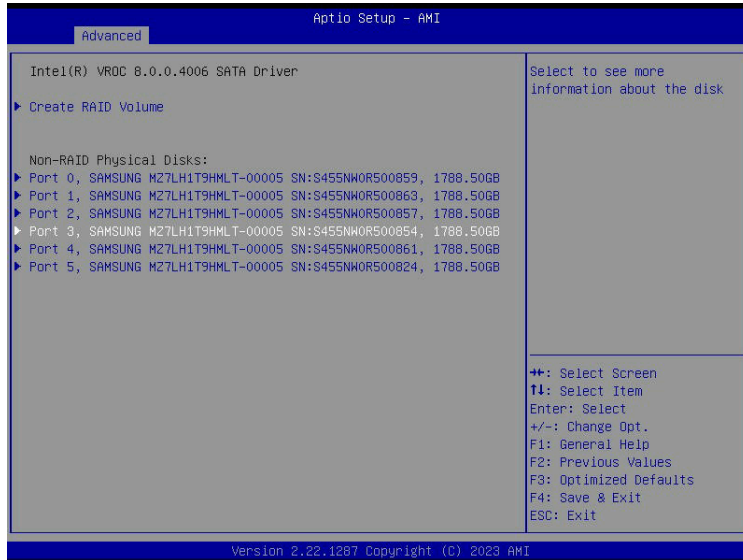 Aptio Setup – AMI
Advanced
Intel(R) VROC 8.0.0.4006 SATA Driver
Create RAID Volume
Non-RAID Physical Disks:
Port 0, SAMSUNG MZ7LH1T9HMLT-00005 SN:S455NW0R500859, 1788.50GB
Port 1, SAMSUNG MZ7LH1T9HMLT-00005 SN:S455NW0R500863, 1788.50GB
Port 2, SAMSUNG MZ7LH1T9HMLT-00005 SN:S455NW0R500857, 1788.50GB
Port 3, SAMSUNG MZ7LH1T9HMLT-00005 SN:S455NW0R500854, 1788.50GB
Port 4, SAMSUNG MZ7LH1T9HMLT-00005 SN:S455NW0R500861, 1788.50GB
Port 5, SAMSUNG MZ7LH1T9HMLT-00005 SN:S455NW0R500824, 1788.50GB
Select to see more
information about the disk
→←: Select Screen
↑↓: Select Item
Enter: Select
+/-: Change Opt.
F1: General Help
F2: Previous Values
F3: Optimized Defaults
F4: Save & Exit
ESC: Exit
Version 2.22.1287 Copyright (C) 2023 AMI